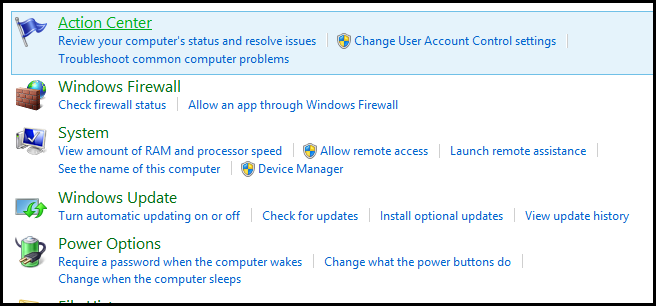 Action Center
Review your computer's status and resolve issues Change User Account Control settings
Troubleshoot common computer problems
Windows Firewall
Check firewall status Allow an app through Windows Firewall
System
View amount of RAM and processor speed Allow remote access Launch remote assistance
See the name of this computer Device Manager
Windows Update
Turn automatic updating on or off Check for updates Install optional updates View update history
Power Options
Require a password when the computer wakes Change what the power buttons do
Change when the computer sleeps